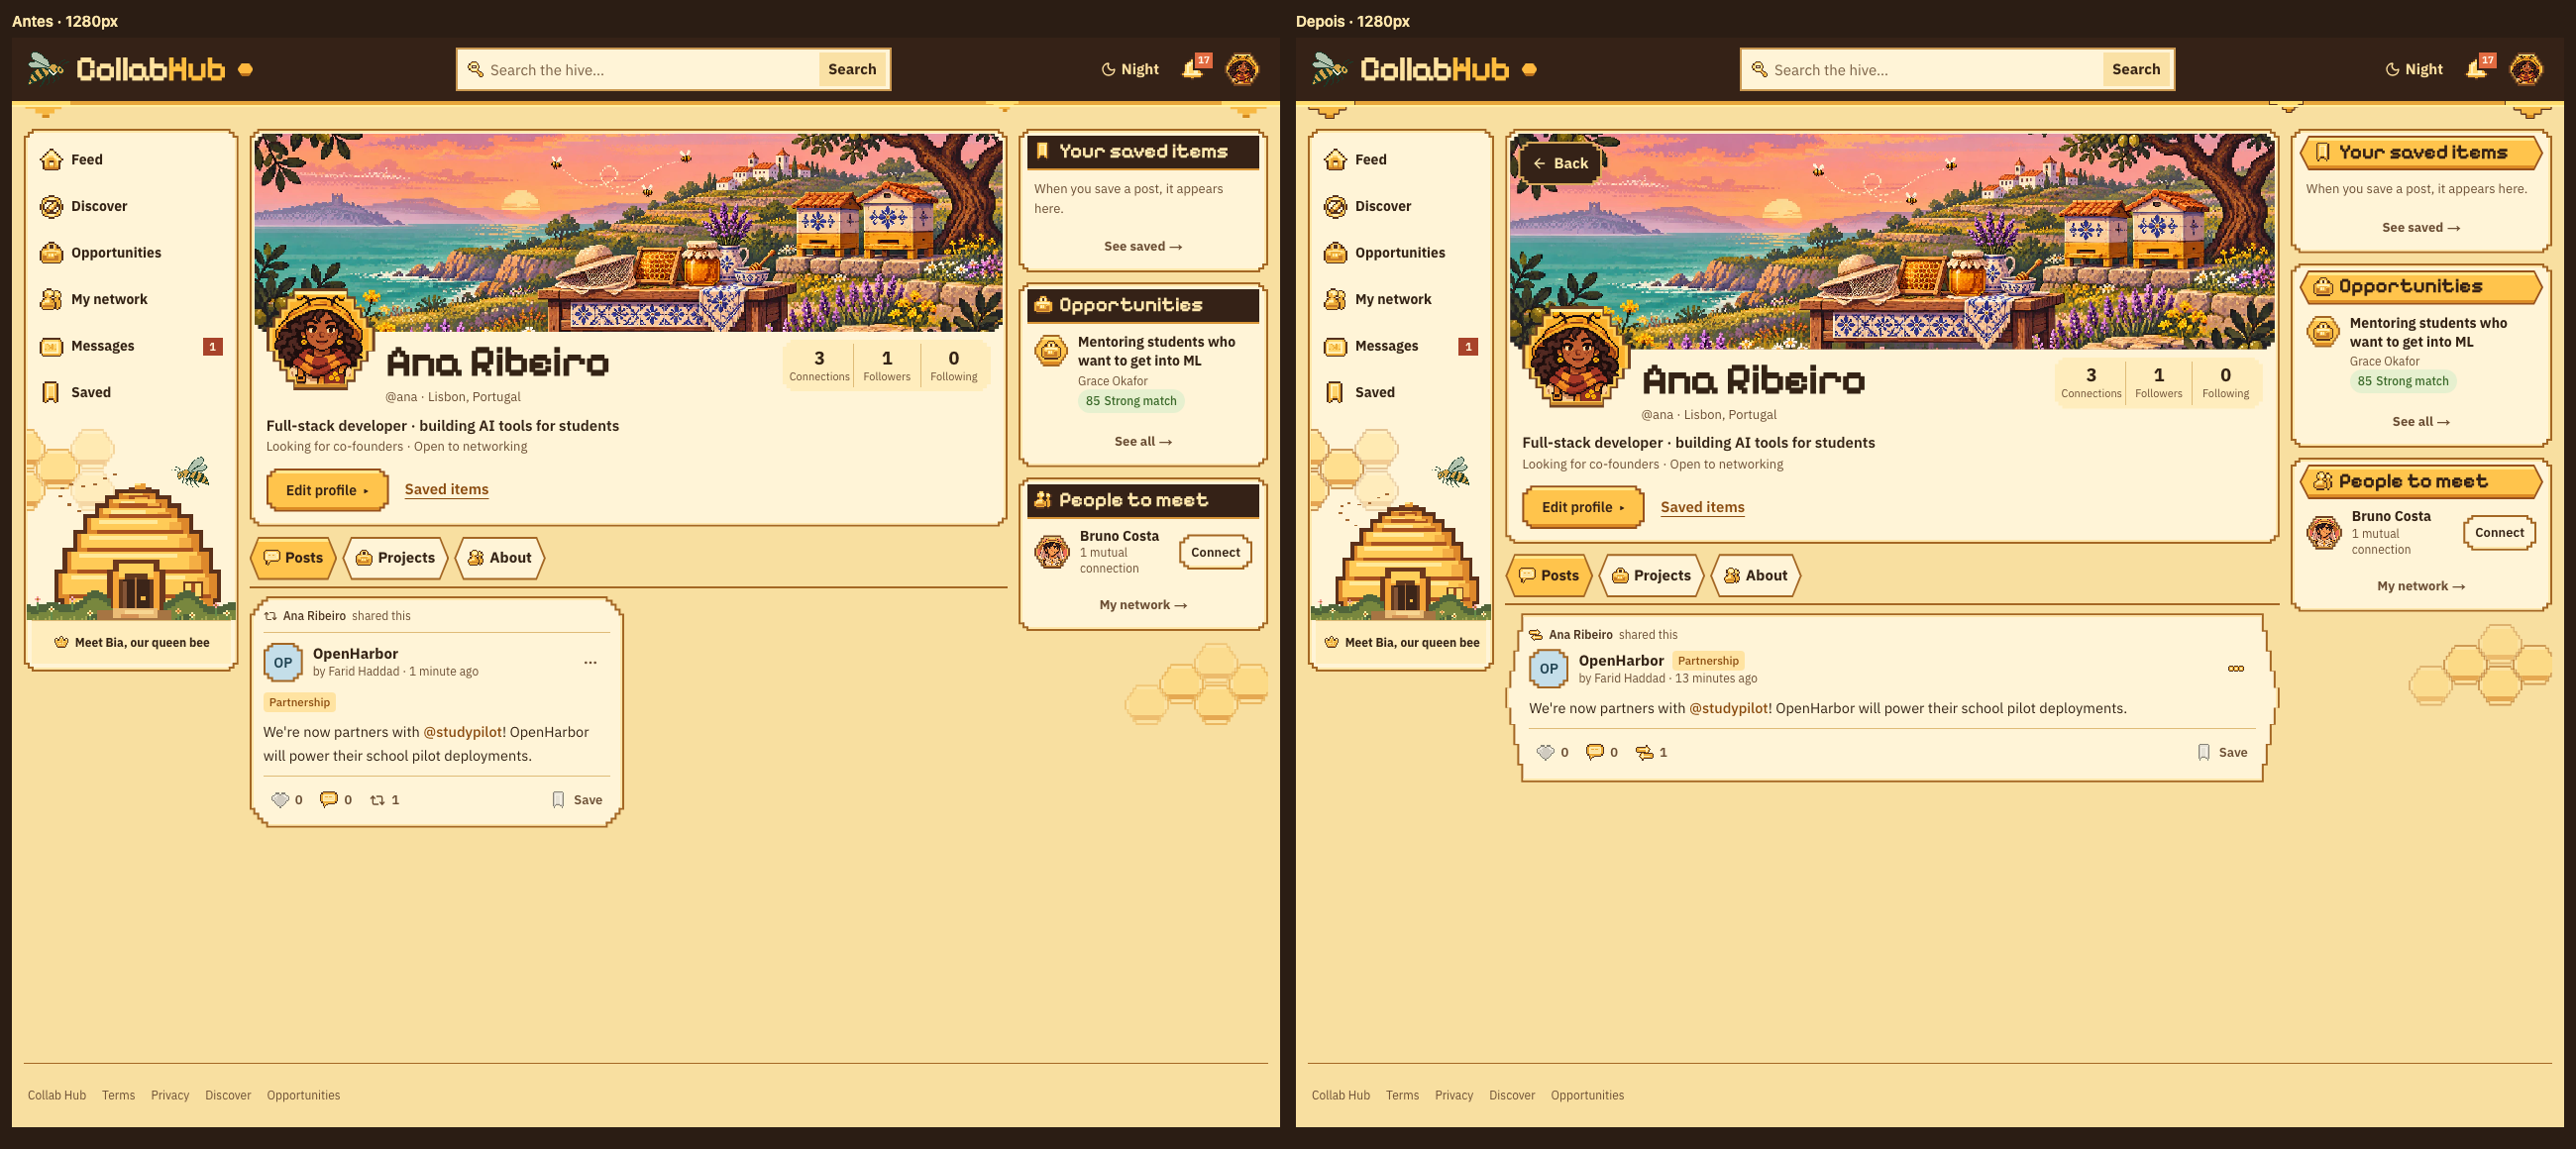 Antes · 1280px
CollabHub
Search the hive...
Search
Night
17
Feed
Discover
Opportunities
My network
Messages
1
Saved
Meet Bia, our queen bee
Ana Ribeiro
@ana · Lisbon, Portugal
3
Connections
1
Followers
0
Following
Full-stack developer · building AI tools for students
Looking for co-founders · Open to networking
Edit profile
Saved items
Posts
Projects
About
Ana Ribeiro shared this
OP
OpenHarbor
by Farid Haddad · 1 minute ago
...
Partnership
We're now partners with @studypilot! OpenHarbor
will power their school pilot deployments.
0
0
1
Save
Your saved items
When you save a post, it appears
here.
See saved →
Opportunities
Mentoring students who
want to get into ML
Grace Okafor
85 Strong match
See all →
People to meet
Bruno Costa
1 mutual
connection
Connect
My network →
Collab Hub
Terms
Privacy
Discover
Opportunities
Depois · 1280px
CollabHub
Search the hive...
Search
Night
17
Feed
Discover
Opportunities
My network
Messages
1
Saved
Meet Bia, our queen bee
← Back
Ana Ribeiro
@ana · Lisbon, Portugal
3
Connections
1
Followers
0
Following
Full-stack developer · building AI tools for students
Looking for co-founders · Open to networking
Edit profile
Saved items
Posts
Projects
About
Ana Ribeiro shared this
OP
OpenHarbor Partnership
by Farid Haddad · 13 minutes ago
We're now partners with @studypilot! OpenHarbor will power their school pilot deployments.
0
0
1
Save
Your saved items
When you save a post, it appears here.
See saved →
Opportunities
Mentoring students who
want to get into ML
Grace Okafor
85 Strong match
See all →
People to meet
Bruno Costa
1 mutual
connection
Connect
My network →
Collab Hub
Terms
Privacy
Discover
Opportunities